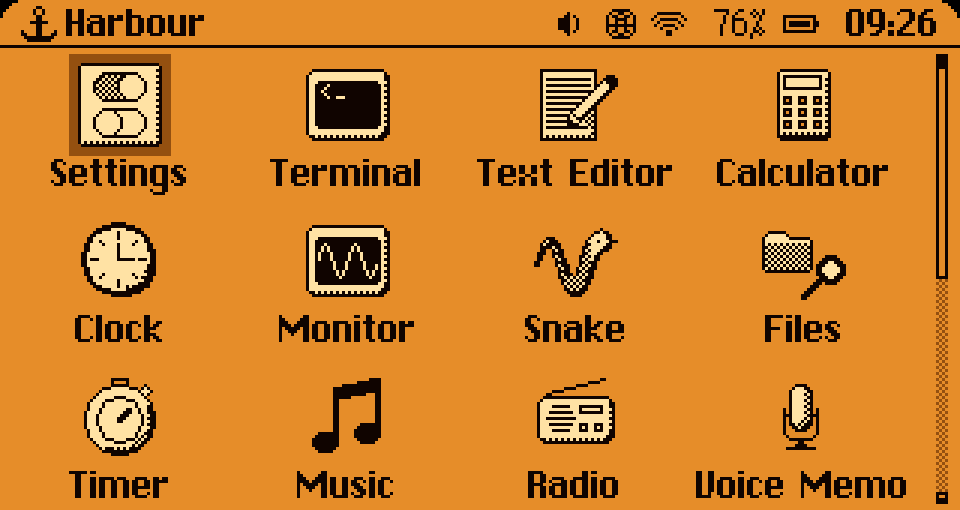 Harbour 76% 09:26
Settings Terminal Text Editor Calculator
Clock Monitor Snake Files
Timer Music Radio Voice Memo